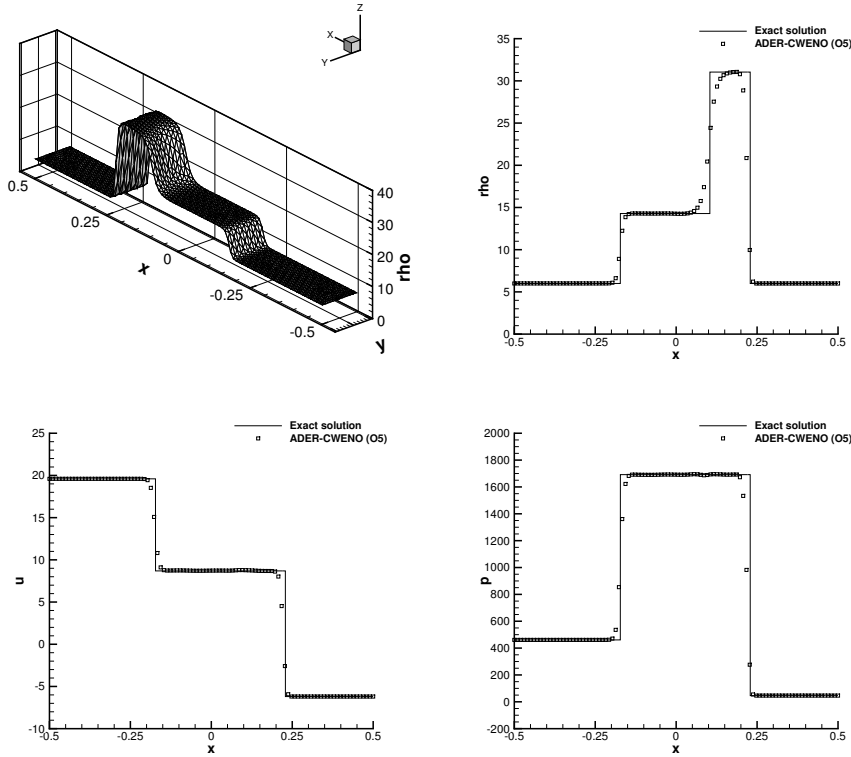 Z
X
Y
0.5
0.25
0
-0.25
-0.5
x
y
40
30
20
10
0
rho
Exact solution
ADER-CWENO (O5)
35
30
25
20
15
10
5
0
rho
-0.5
-0.25
0
0.25
0.5
x
Exact solution
ADER-CWENO (O5)
25
20
15
10
5
0
-5
-10
u
-0.5
-0.25
0
0.25
0.5
x
Exact solution
ADER-CWENO (O5)
2000
1800
1600
1400
1200
1000
800
600
400
200
0
-200
p
-0.5
-0.25
0
0.25
0.5
x